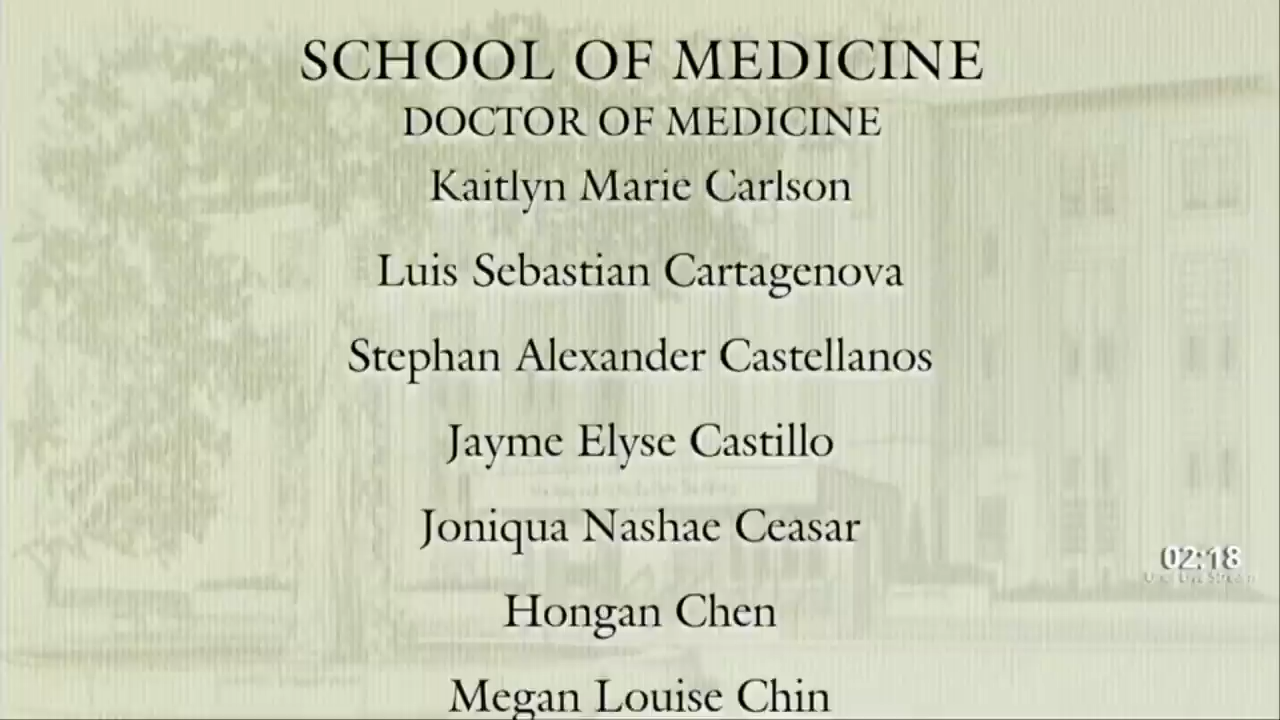 SCHOOL OF MEDICINE
DOCTOR OF MEDICINE
Kaitlyn Marie Carlson
Luis Sebastian Cartagenova
Stephan Alexander Castellanos
Jayme Elyse Castillo
Joniqua Nashae Ceasar
Hongan Chen
02:18
Megan Louise Chin